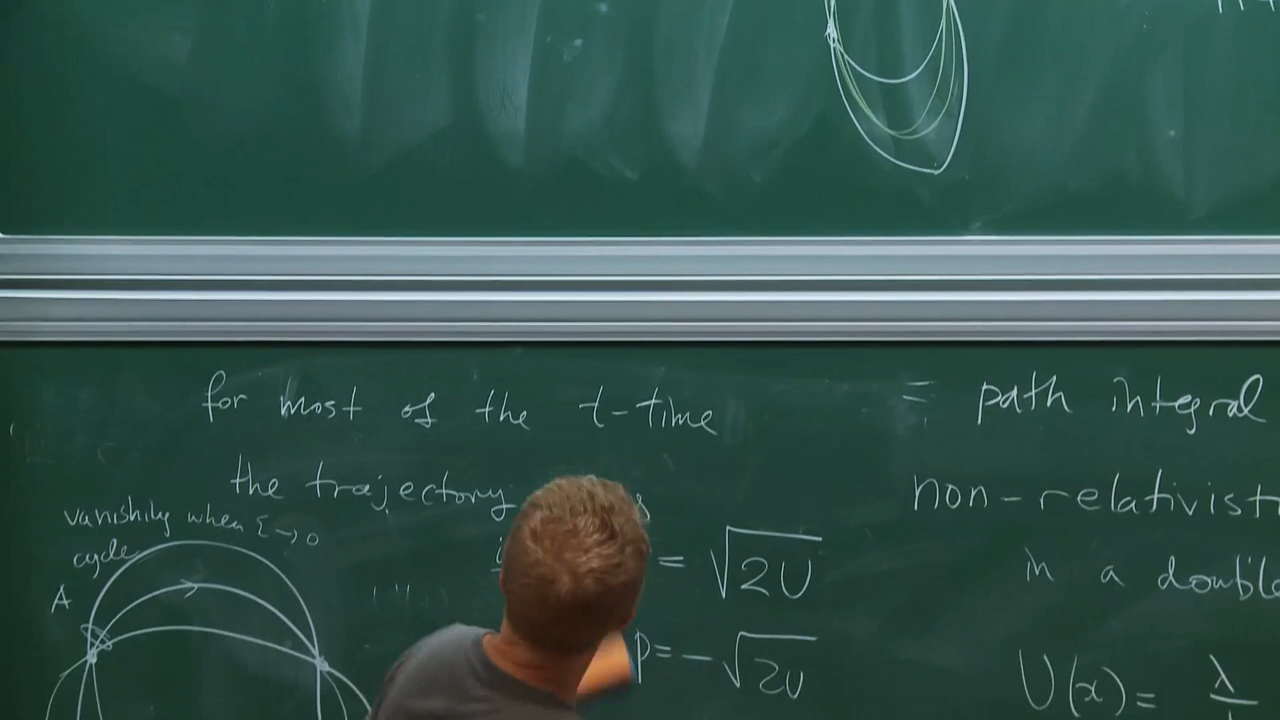 for most of the t-time
the trajectory
vanishing when ε→0
cycle
A
= √2U
p = -√2U
= path integral
non-relativist
in a double
U(x) = λ